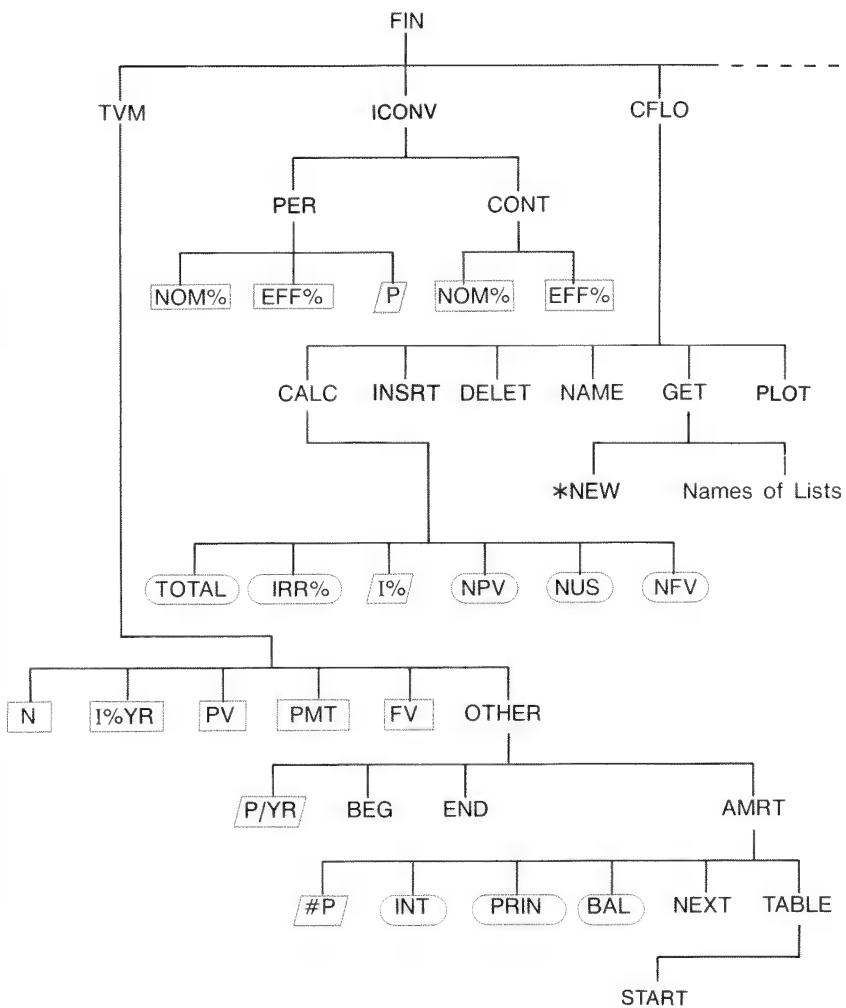 FIN
TVM ICONV CFLO
PER CONT
NOM% EFF% P NOM% EFF%
CALC INSRT DELET NAME GET PLOT
*NEW Names of Lists
TOTAL IRR% I% NPV NUS NFV
N I%YR PV PMT FV OTHER
P/YR BEG END AMRT
#P INT PRIN BAL NEXT TABLE
START